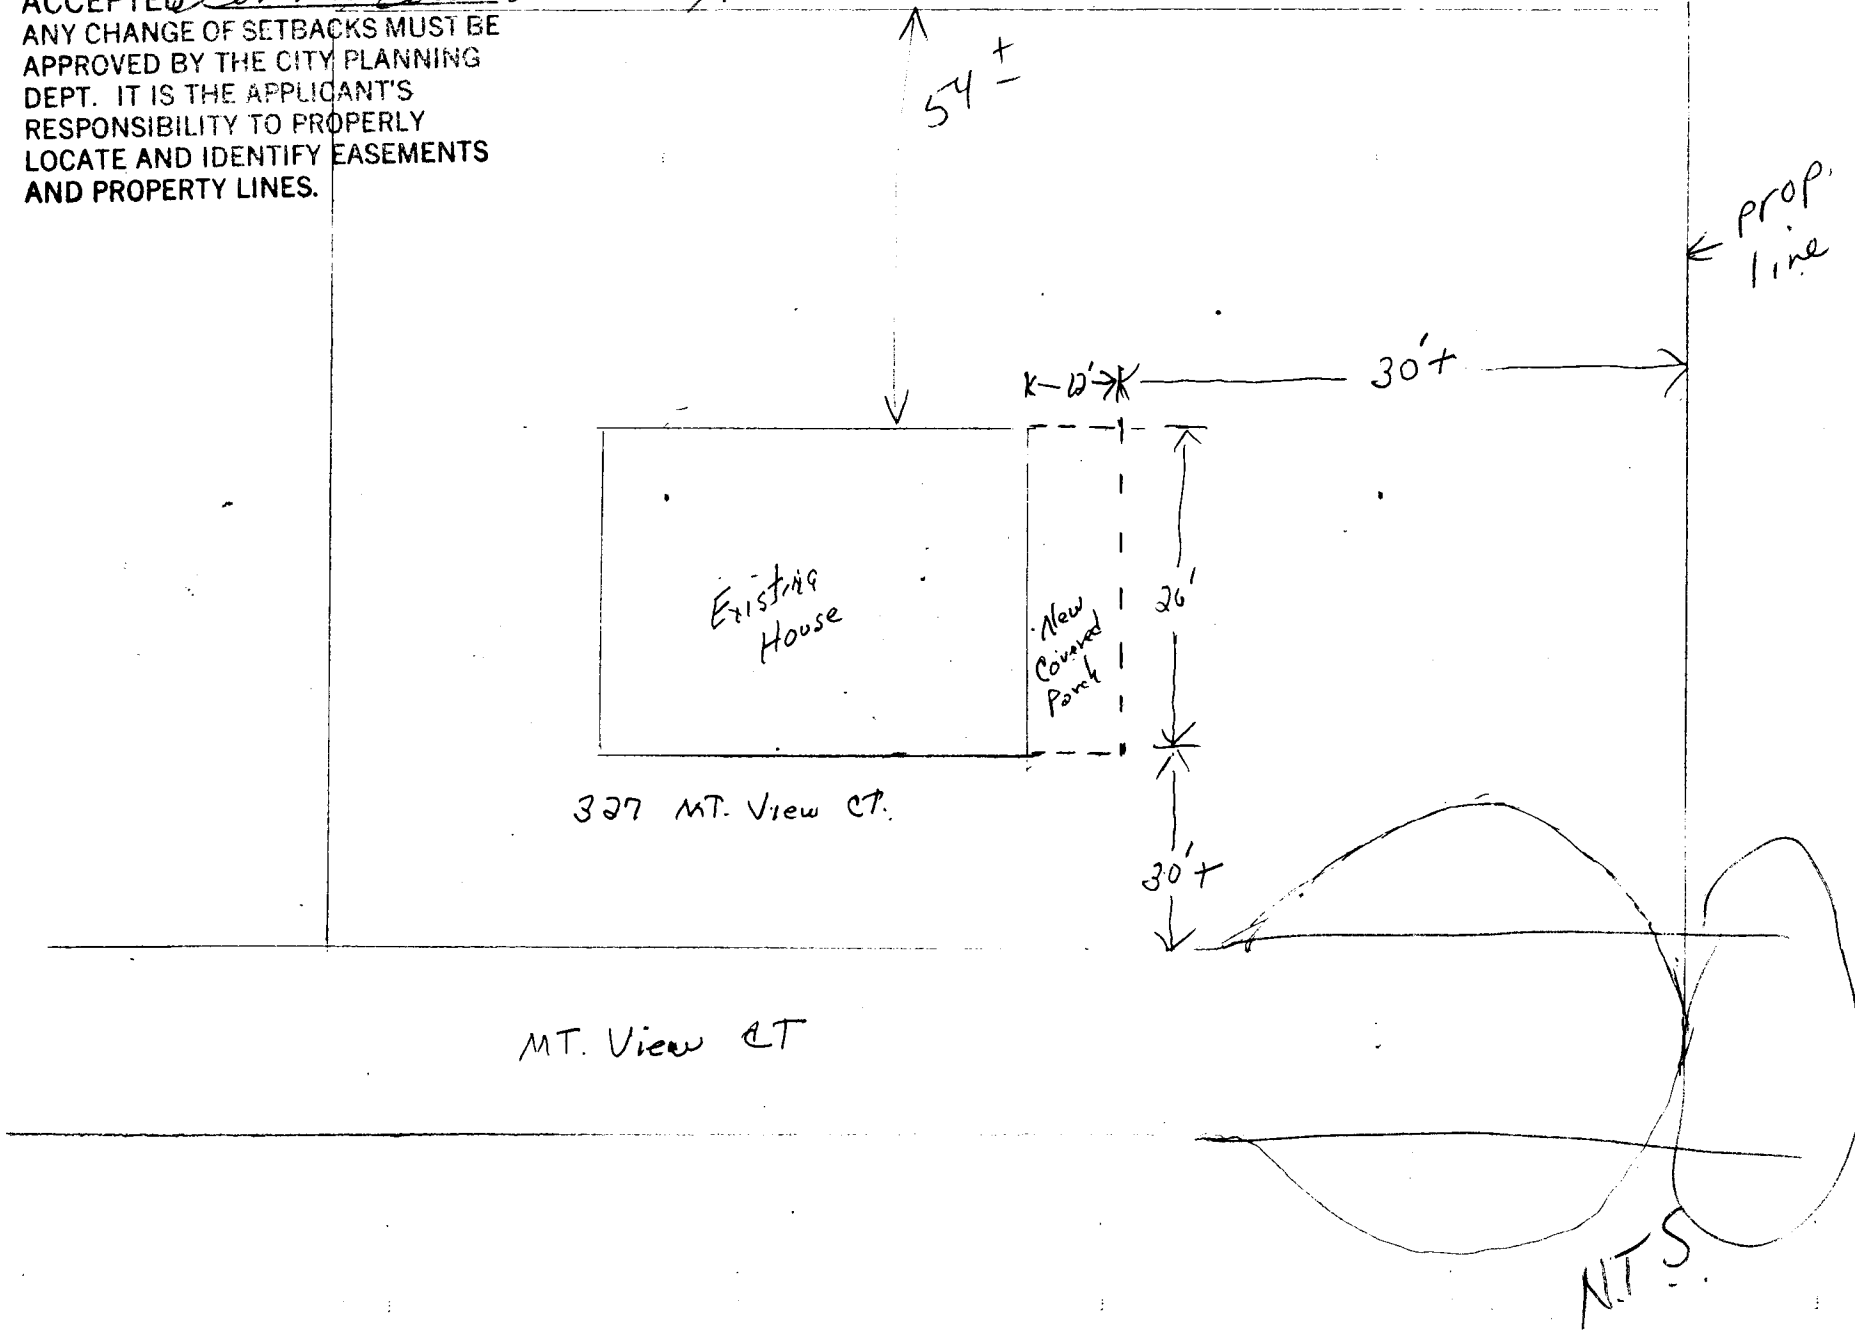 ACCEPTED
ANY CHANGE OF SETBACKS MUST BE
APPROVED BY THE CITY PLANNING
DEPT. IT IS THE APPLICANT'S
RESPONSIBILITY TO PROPERLY
LOCATE AND IDENTIFY EASEMENTS
AND PROPERTY LINES.
54 ±
prop.
line
12'
30'+
Existing
House
New
Covered
Porch
26'
327 MT. View CT.
30'+
MT. View CT
N.T.S.